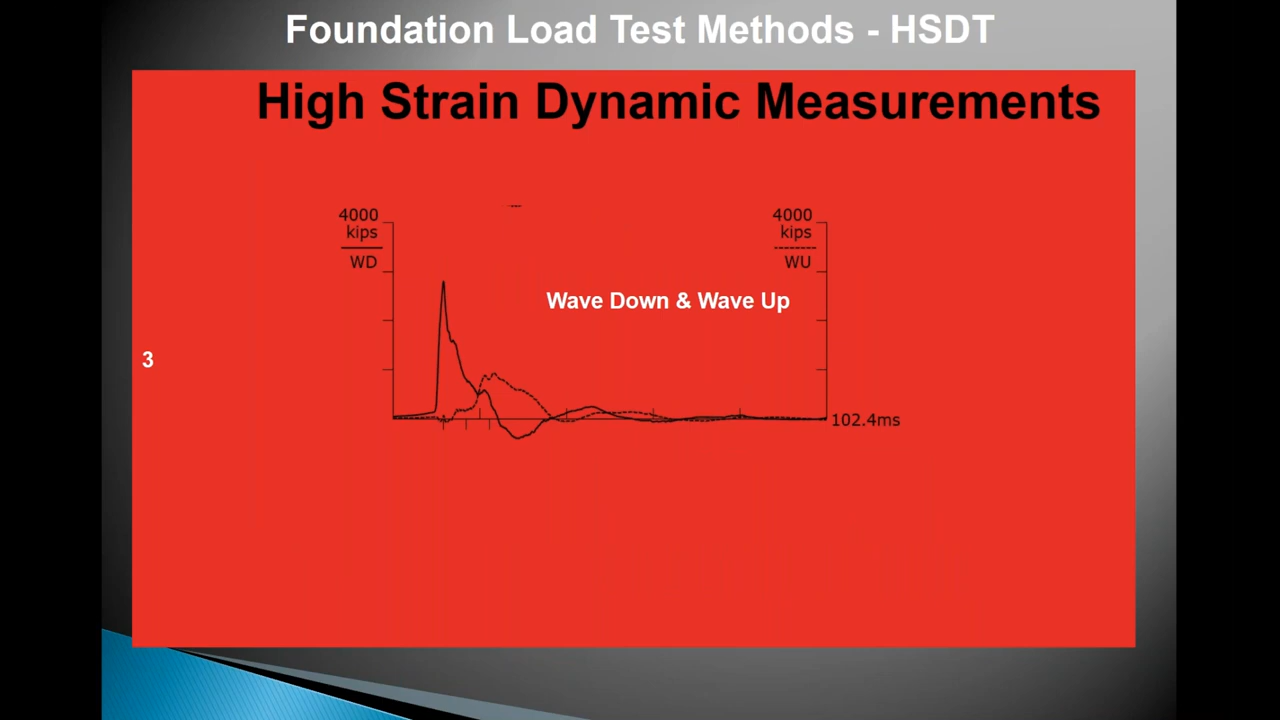 Foundation Load Test Methods - HSDT
High Strain Dynamic Measurements
4000
kips
WD
4000
kips
WU
Wave Down & Wave Up
3
102.4ms